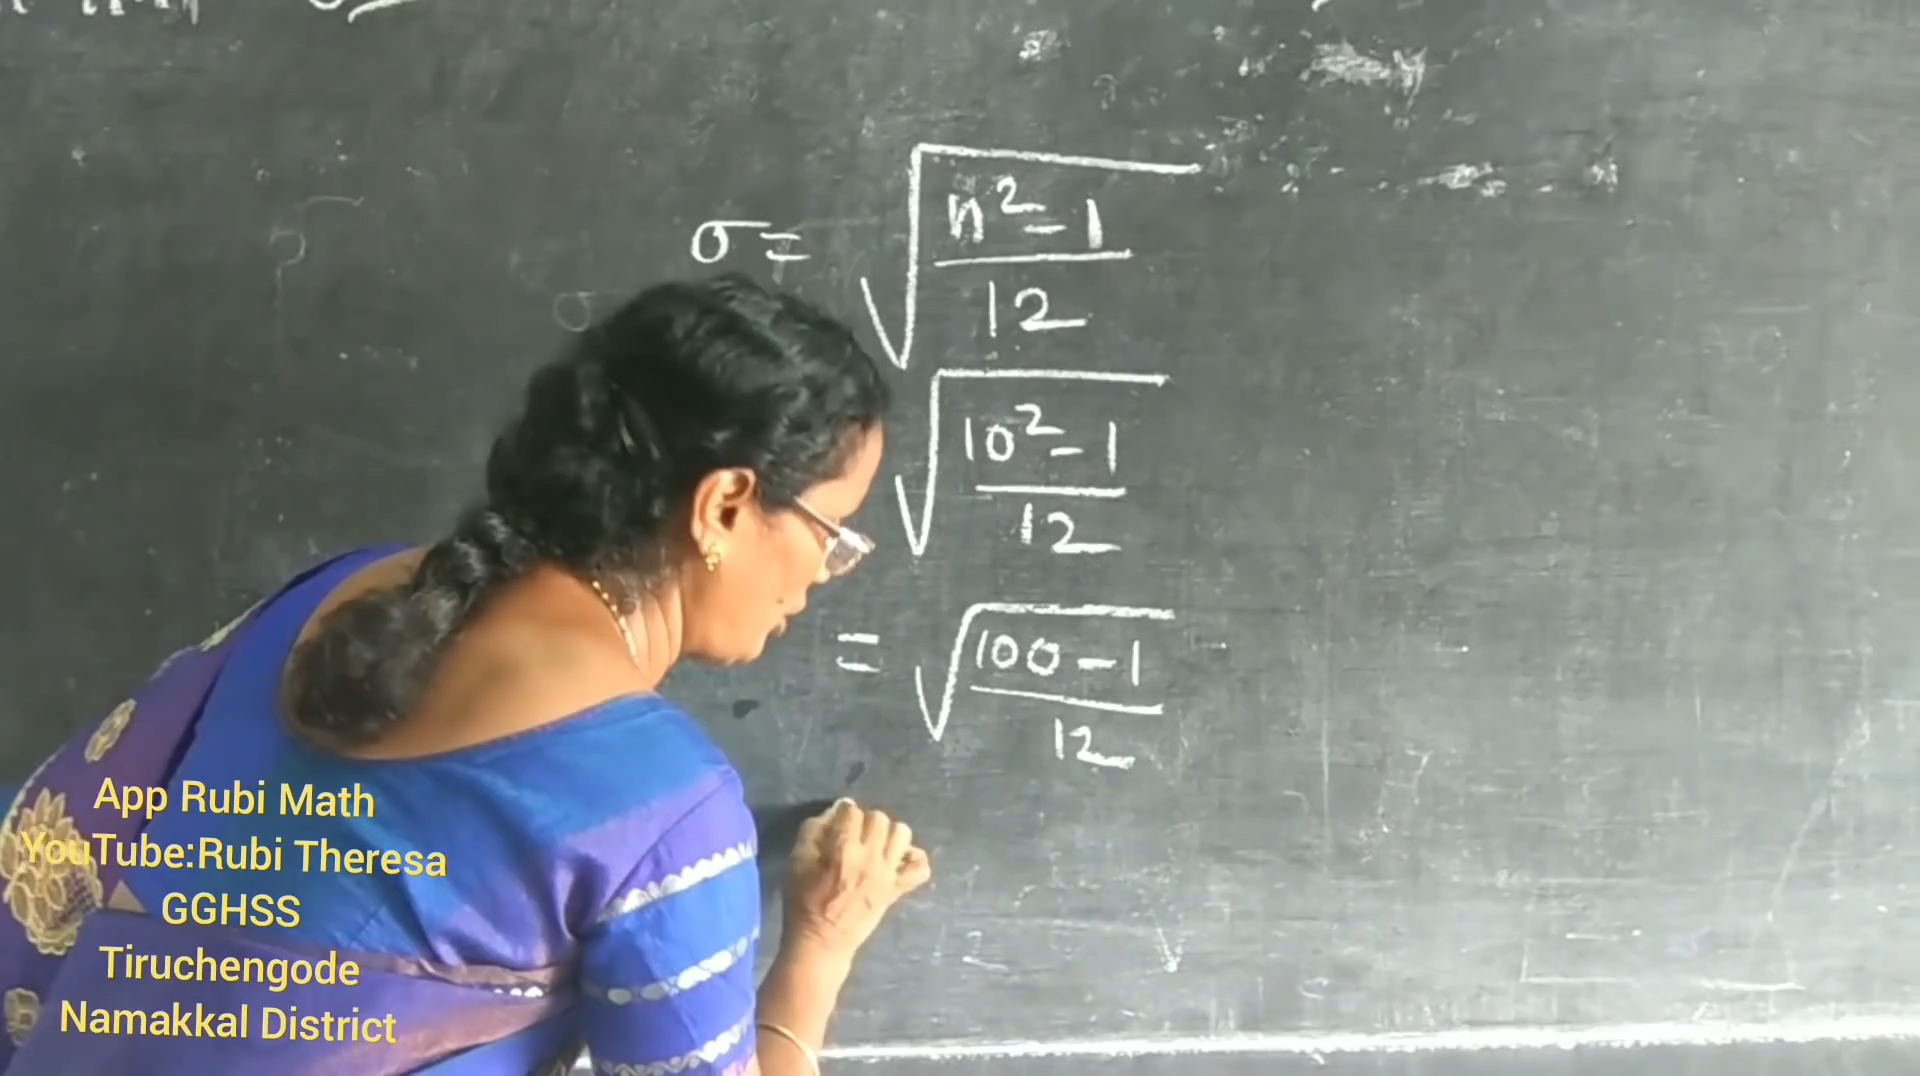 σ = √((n² - 1)/12)
√((10² - 1)/12)
= √((100 - 1)/12)
App Rubi Math
YouTube:Rubi Theresa
GGHSS
Tiruchengode
Namakkal District